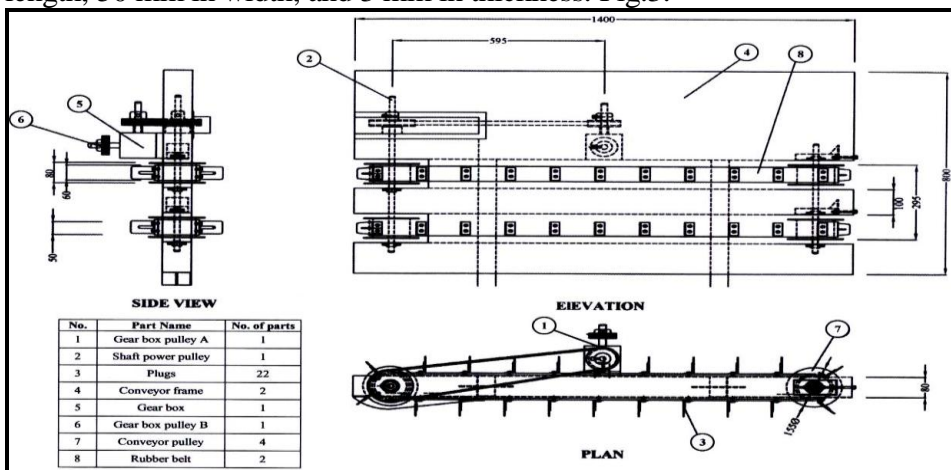 length, 50 mm in width, and 3 mm in thickness. Fig.3.
1400
595
2
4
8
5
6
80
60
50
100
295
800
SIDE VIEW
ElEVATION
No. Part Name No. of parts
1 Gear box pulley A 1
2 Shaft power pulley 1
3 Plugs 22
4 Conveyor frame 2
5 Gear box 1
6 Gear box pulley B 1
7 Conveyor pulley 4
8 Rubber belt 2
1
7
80
1550
3
PLAN